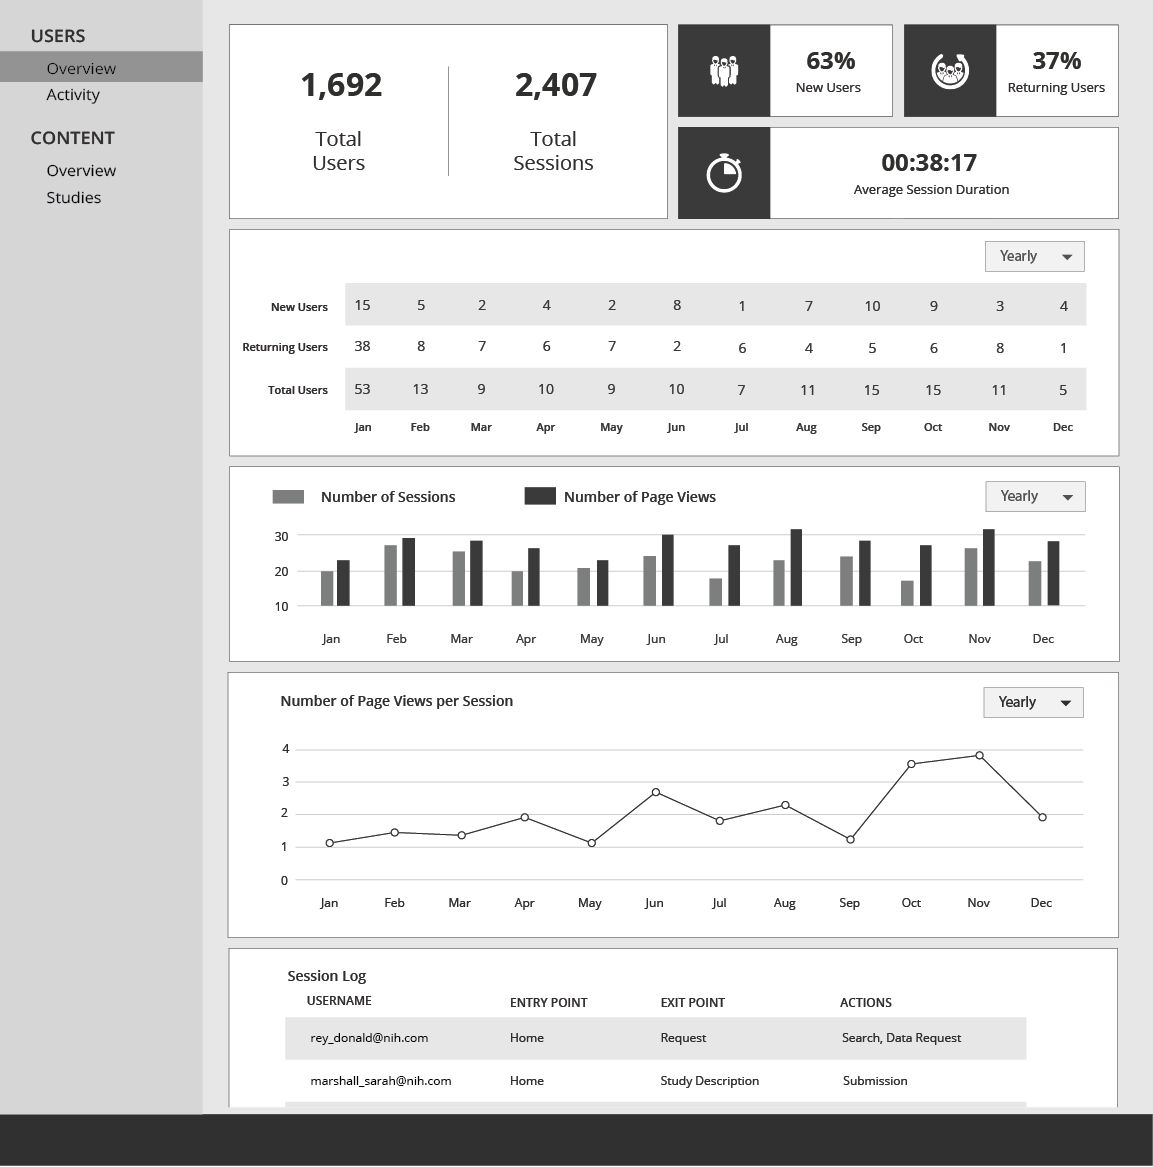 USERS
Overview
Activity
CONTENT
Overview
Studies
1,692
Total
Users
2,407
Total
Sessions
63%
New Users
37%
Returning Users
00:38:17
Average Session Duration
Yearly
New Users 15 5 2 4 2 8 1 7 10 9 3 4
Returning Users 38 8 7 6 7 2 6 4 5 6 8 1
Total Users 53 13 9 10 9 10 7 11 15 15 11 5
Jan Feb Mar Apr May Jun Jul Aug Sep Oct Nov Dec
Number of Sessions Number of Page Views Yearly
30
20
10
Jan Feb Mar Apr May Jun Jul Aug Sep Oct Nov Dec
Number of Page Views per Session Yearly
4
3
2
1
0
Jan Feb Mar Apr May Jun Jul Aug Sep Oct Nov Dec
Session Log
USERNAME ENTRY POINT EXIT POINT ACTIONS
rey_donald@nih.com Home Request Search, Data Request
marshall_sarah@nih.com Home Study Description Submission